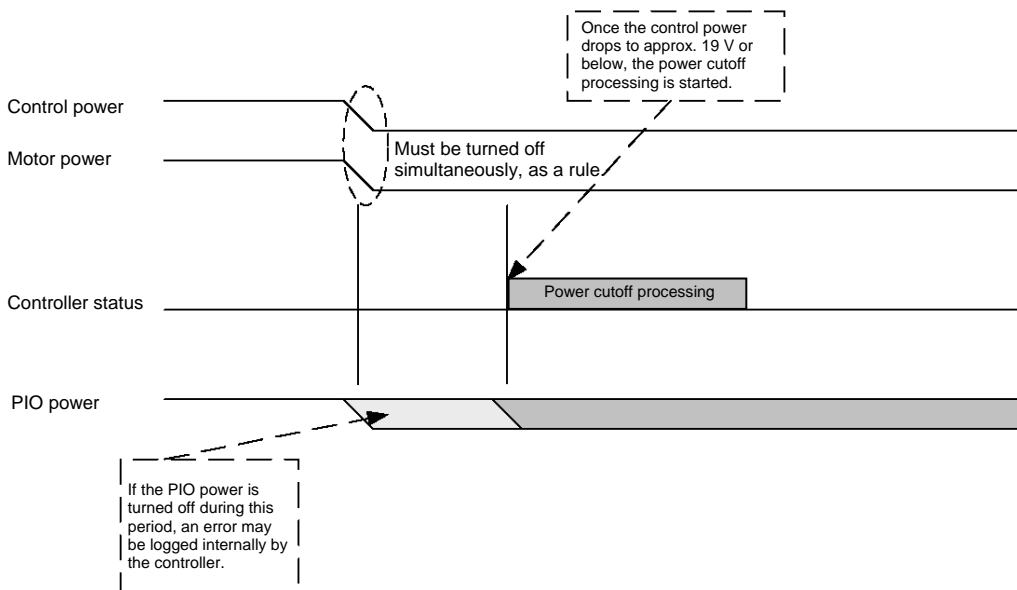 Once the control power
drops to approx. 19 V or
below, the power cutoff
processing is started.
Control power
Motor power
Must be turned off
simultaneously, as a rule.
Controller status
Power cutoff processing
PIO power
If the PIO power is
turned off during this
period, an error may
be logged internally by
the controller.